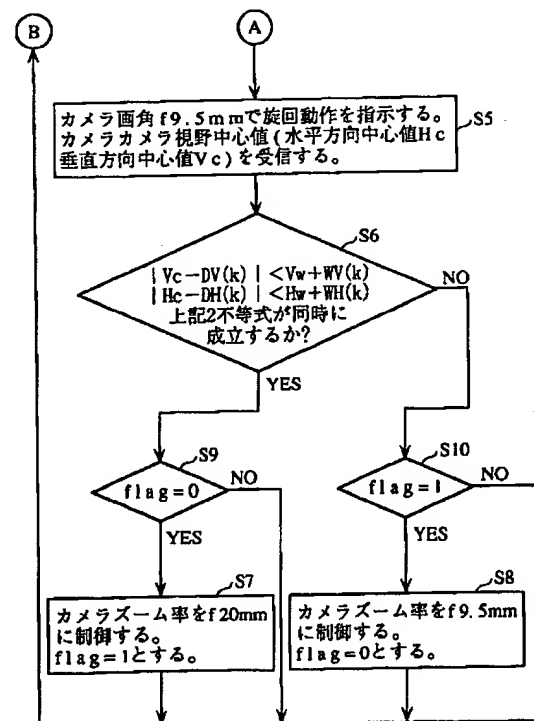 B
A
カメラ画角f9.5mmで旋回動作を指示する。
カメラカメラ視野中心値(水平方向中心値Hc
垂直方向中心値Vc)を受信する。
S5
S6
|Vc-DV(k)|<Vw+WV(k)
|Hc-DH(k)|<Hw+WH(k)
上記2不等式が同時に
成立するか?
NO
YES
S9
flag=0
NO
YES
S10
flag=1
NO
YES
S7
カメラズーム率をf20mm
に制御する。
flag=1とする。
S8
カメラズーム率をf9.5mm
に制御する。
flag=0とする。